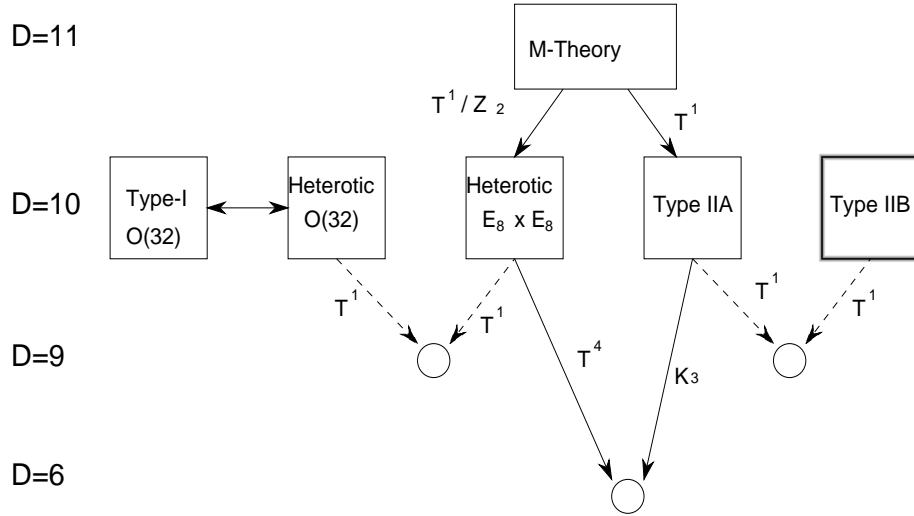 D=11
M-Theory
T¹/Z₂
T¹
D=10
Type-I
O(32)
Heterotic
O(32)
Heterotic
E₈ x E₈
Type IIA
Type IIB
T¹
T¹
T¹
T¹
D=9
T⁴
K₃
D=6